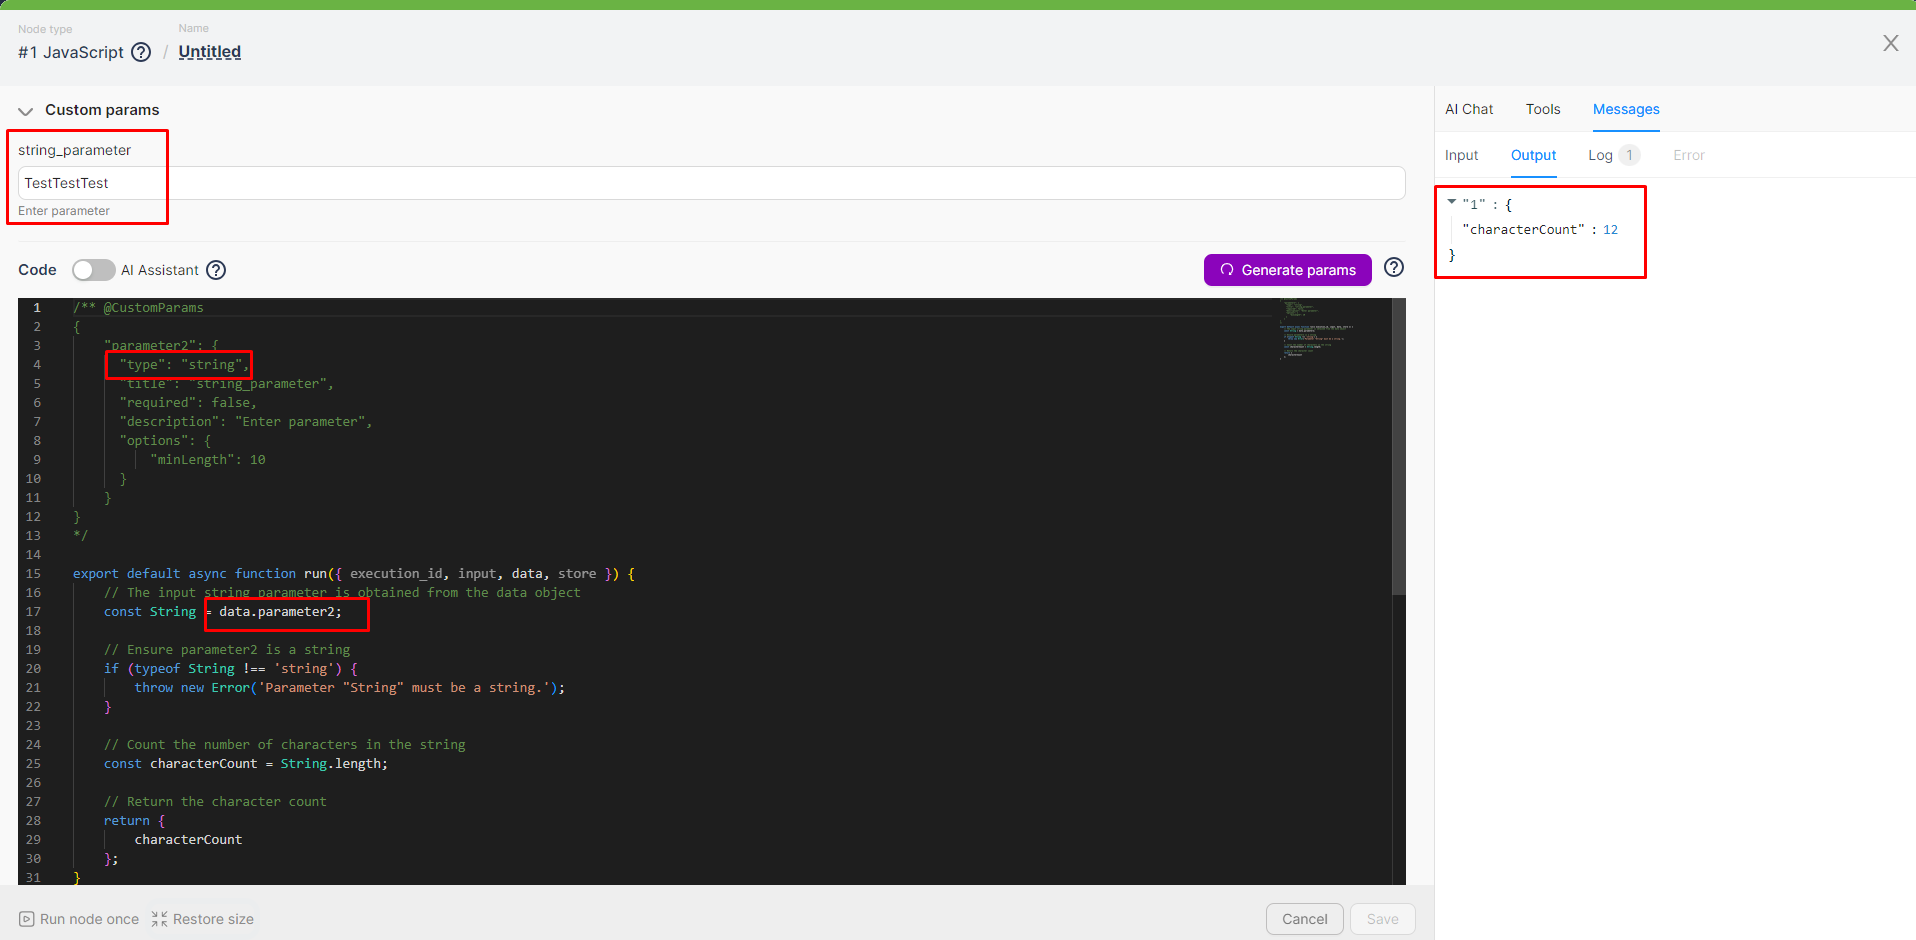 Node type
Name
#1 JavaScript ? / Untitled
X
Custom params
string_parameter
TestTestTest
Enter parameter
Code AI Assistant ?
Generate params ?
1 /** @CustomParams
2 {
3 "parameter2": {
4 "type": "string",
5 "title": "string_parameter",
6 "required": false,
7 "description": "Enter parameter",
8 "options": {
9 "minLength": 10
10 }
11 }
12 }
13 */
14
15 export default async function run({ execution_id, input, data, store }) {
16 // The input string parameter is obtained from the data object
17 const String = data.parameter2;
18
19 // Ensure parameter2 is a string
20 if (typeof String !== 'string') {
21 throw new Error('Parameter "String" must be a string.');
22 }
23
24 // Count the number of characters in the string
25 const characterCount = String.length;
26
27 // Return the character count
28 return {
29 characterCount
30 };
31 }
Run node once Restore size
Cancel Save
AI Chat Tools Messages
Input Output Log 1 Error
"1" : {
"characterCount" : 12
}